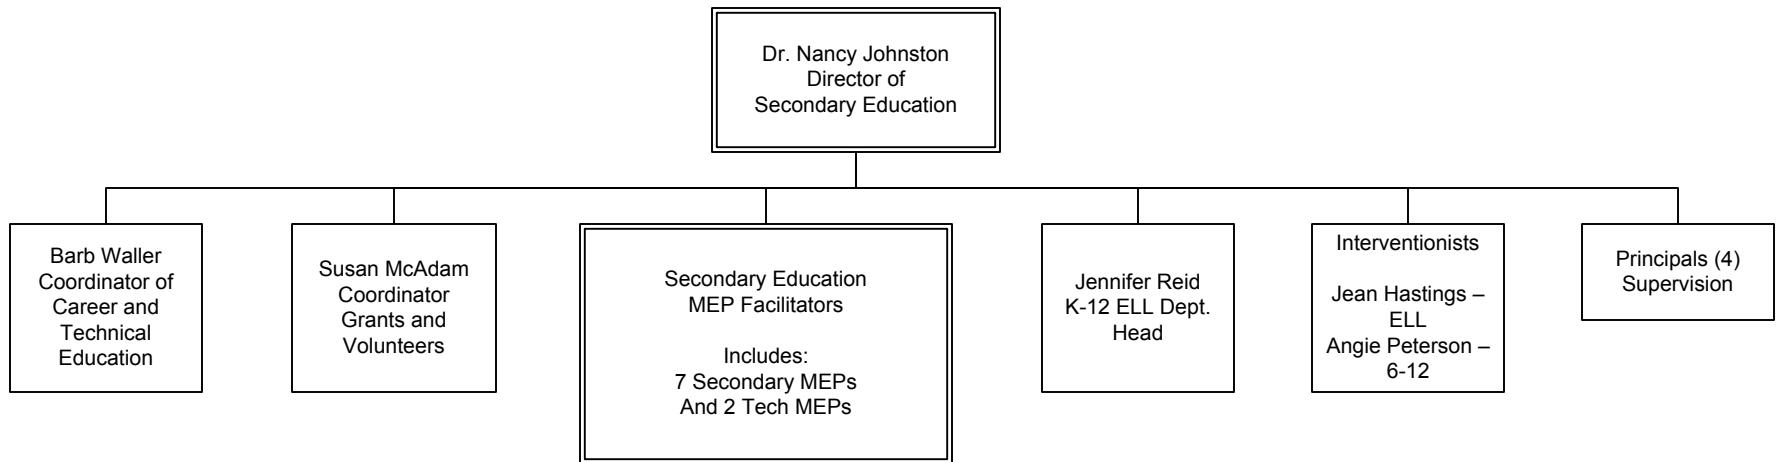 Dr. Nancy Johnston
Director of
Secondary Education
Barb Waller
Coordinator of
Career and
Technical
Education
Susan McAdam
Coordinator
Grants and
Volunteers
Secondary Education
MEP Facilitators
Includes:
7 Secondary MEPs
And 2 Tech MEPs
Jennifer Reid
K-12 ELL Dept.
Head
Interventionists
Jean Hastings –
ELL
Angie Peterson –
6-12
Principals (4)
Supervision